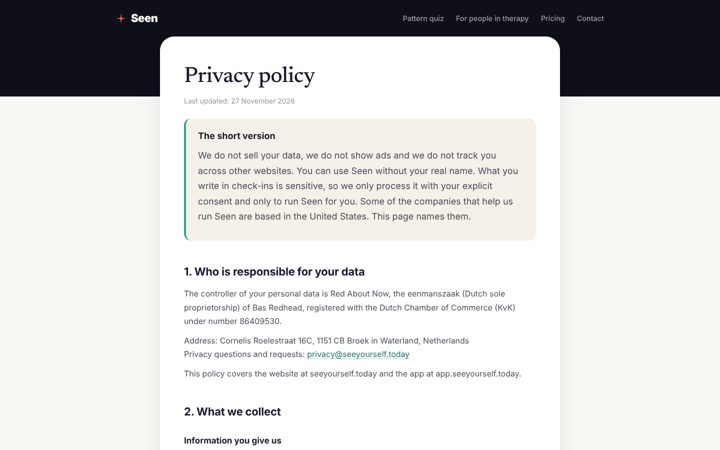 Seen
Pattern quiz
For people in therapy
Pricing
Contact
Privacy policy
Last updated: 27 November 2026
The short version
We do not sell your data, we do not show ads and we do not track you
across other websites. You can use Seen without your real name. What you
write in check-ins is sensitive, so we only process it with your explicit
consent and only to run Seen for you. Some of the companies that help us
run Seen are based in the United States. This page names them.
1. Who is responsible for your data
The controller of your personal data is Red About Now, the eenmanszaak (Dutch sole
proprietorship) of Bas Redhead, registered with the Dutch Chamber of Commerce (KvK)
under number 86409530.
Address: Cornelis Roelestraat 16C, 1151 CB Broek in Waterland, Netherlands
Privacy questions and requests: privacy@seeyourself.today
This policy covers the website at seeyourself.today and the app at app.seeyourself.today.
2. What we collect
Information you give us